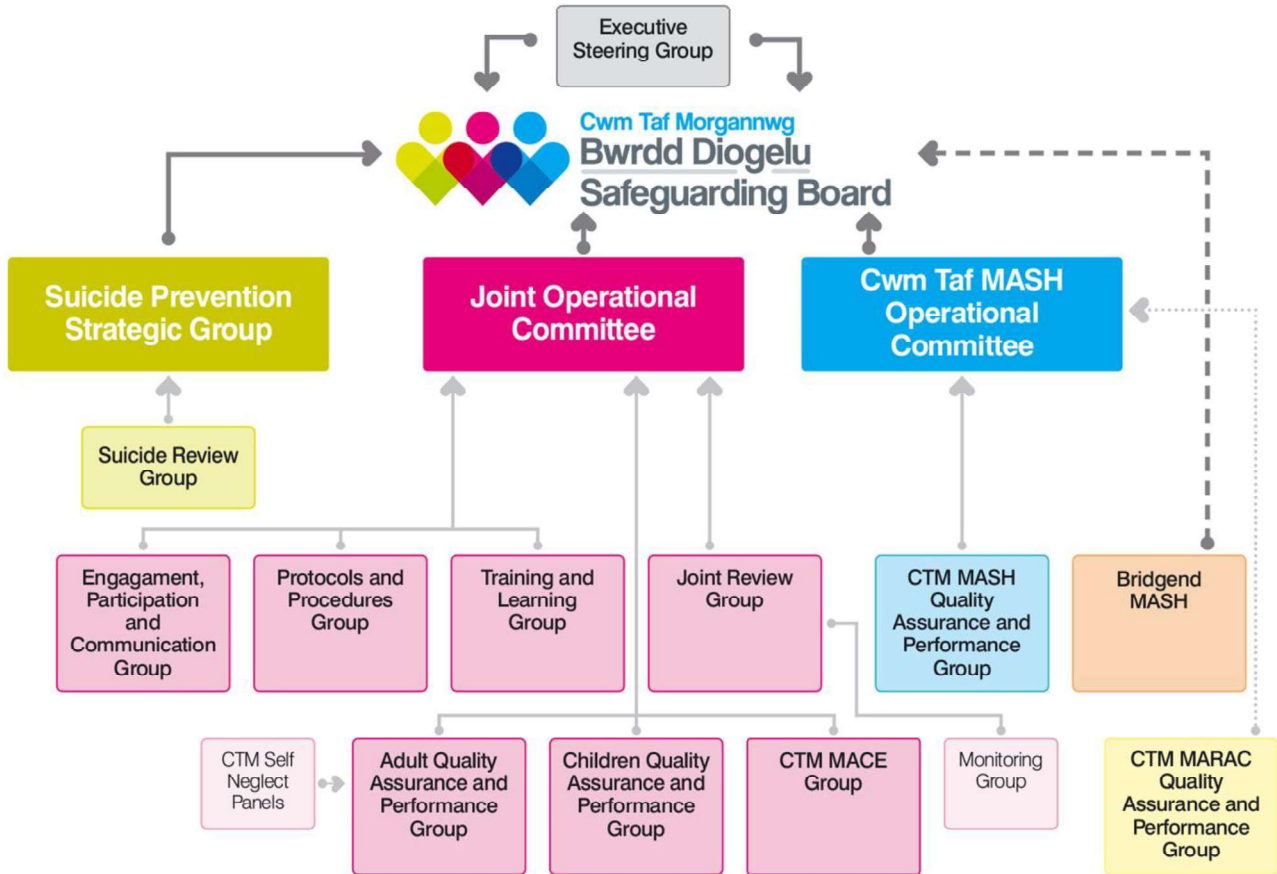 Executive
Steering Group
Cwm Taf Morgannwg
Bwrdd Diogelu
Safeguarding Board
Suicide Prevention
Strategic Group
Joint Operational
Committee
Cwm Taf MASH
Operational
Committee
Suicide Review
Group
Engagament,
Participation
and
Communication
Group
Protocols and
Procedures
Group
Training and
Learning
Group
Joint Review
Group
CTM MASH
Quality
Assurance and
Performance
Group
Bridgend
MASH
CTM Self
Neglect
Panels
Adult Quality
Assurance and
Performance
Group
Children Quality
Assurance and
Performance
Group
CTM MACE
Group
Monitoring
Group
CTM MARAC
Quality
Assurance and
Performance
Group